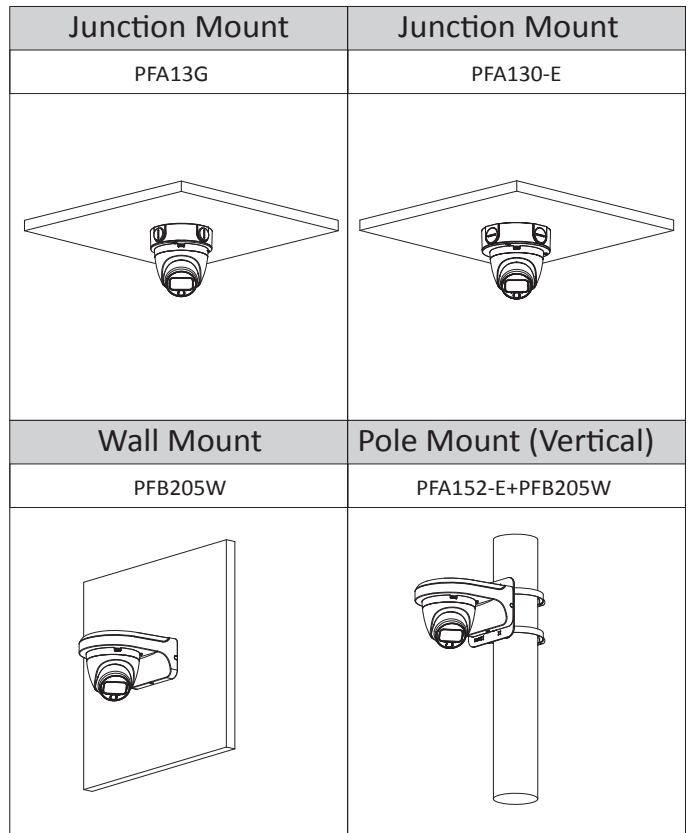 Junction Mount
Junction Mount
PFA13G
PFA130-E
Wall Mount
Pole Mount (Vertical)
PFB205W
PFA152-E+PFB205W